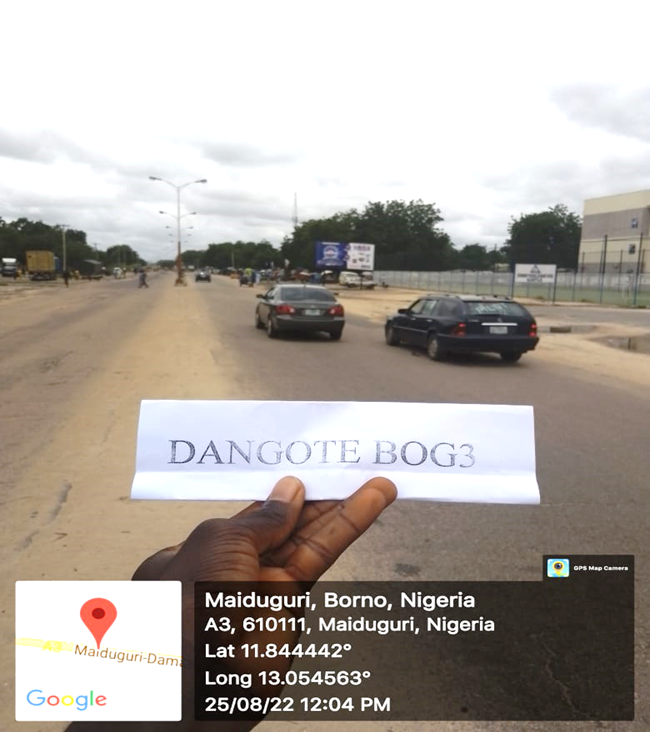 DANGOTE BOG3
GPS Map Camera
Maiduguri, Borno, Nigeria
A3, 610111, Maiduguri, Nigeria
Lat 11.844442°
Long 13.054563°
25/08/22 12:04 PM
A3
Maiduguri-Dama
Google